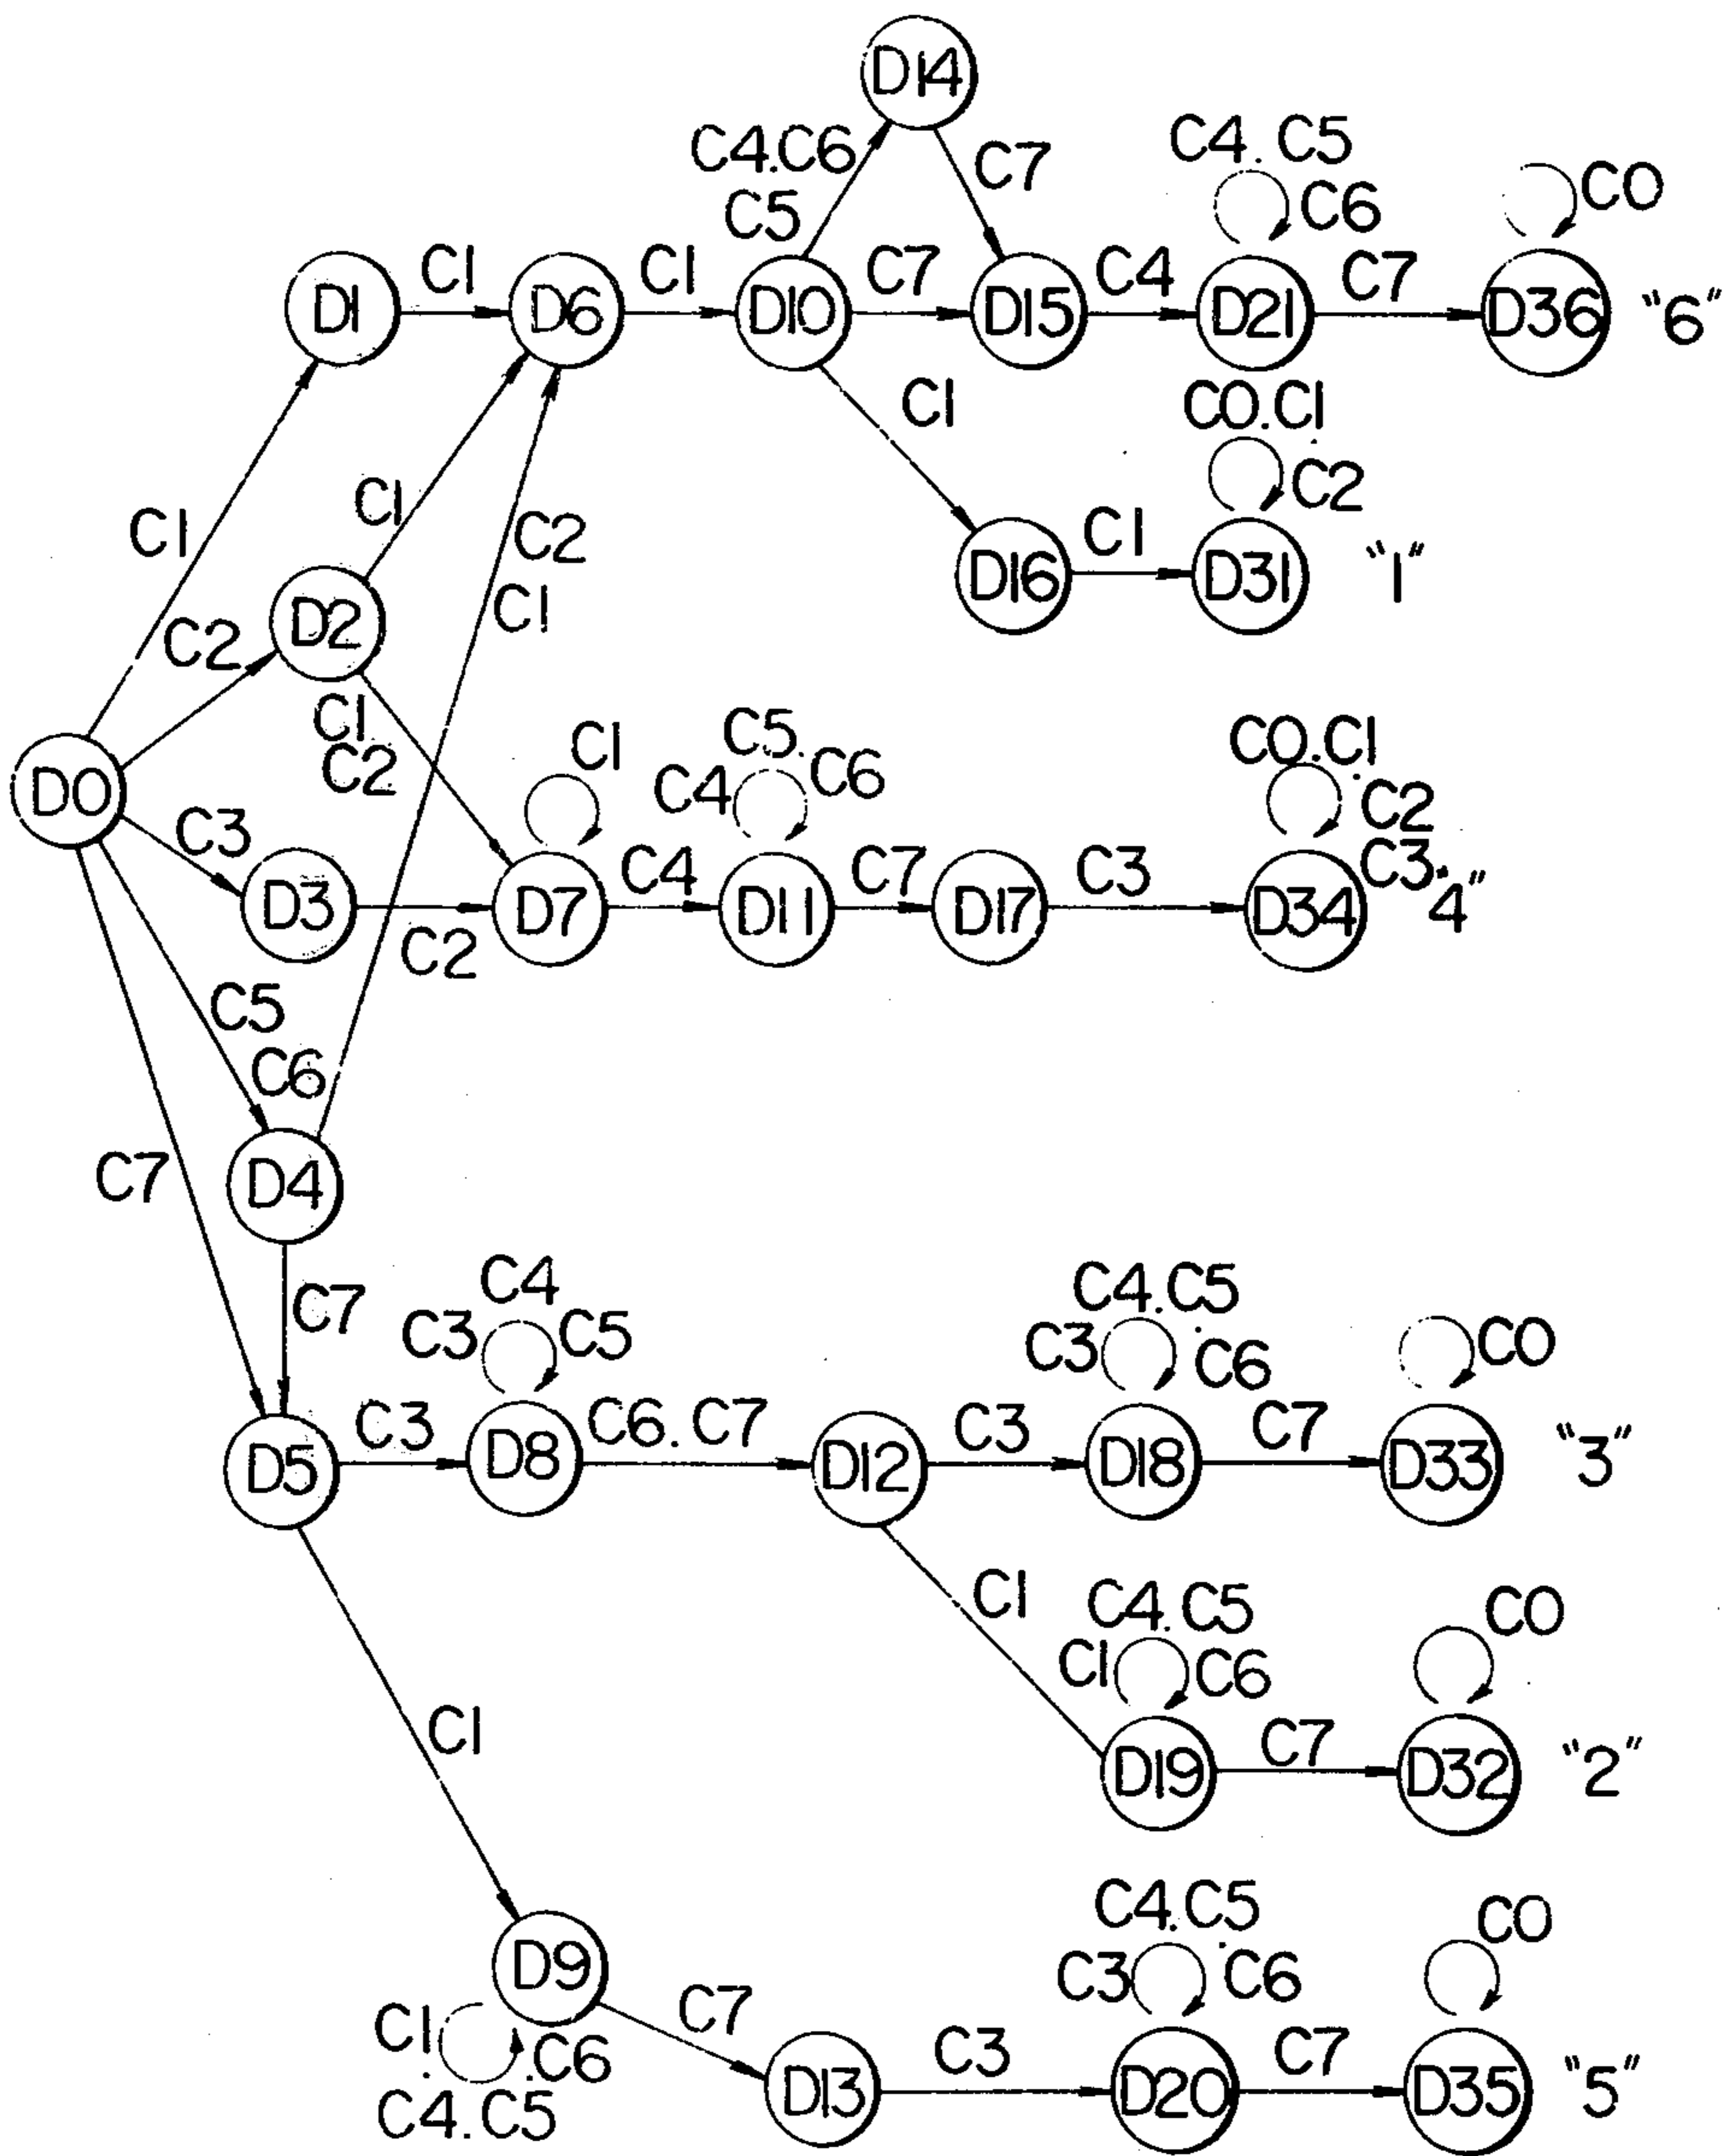 D14
C4.C6
C5
C7
C4.C5
C6
C0
D1
C1
D6
C1
D10
C7
D15
C4
D21
C7
D36
"6"
C1
C0.C1.
C2
C1
C1
C2
C1
D16
C1
D31
"1"
C2
D2
C1
C2
C1
C5.
C6
C4
C0.C1
.C2
C3.
D0
C3
D3
C2
D7
C4
D11
C7
D17
C3
D34
"4"
C5
C6
C7
D4
C7
C4
C3
C5
C4.C5
C3
.C6
C0
D5
C3
D8
C6.C7
D12
C3
D18
C7
D33
"3"
C1
C4.C5
C1
C6
C0
C1
D19
C7
D32
"2"
D9
C1.
.C6
C4.C5
C7
D13
C3
C4.C5
C3
.C6
D20
C7
C0
D35
"5"